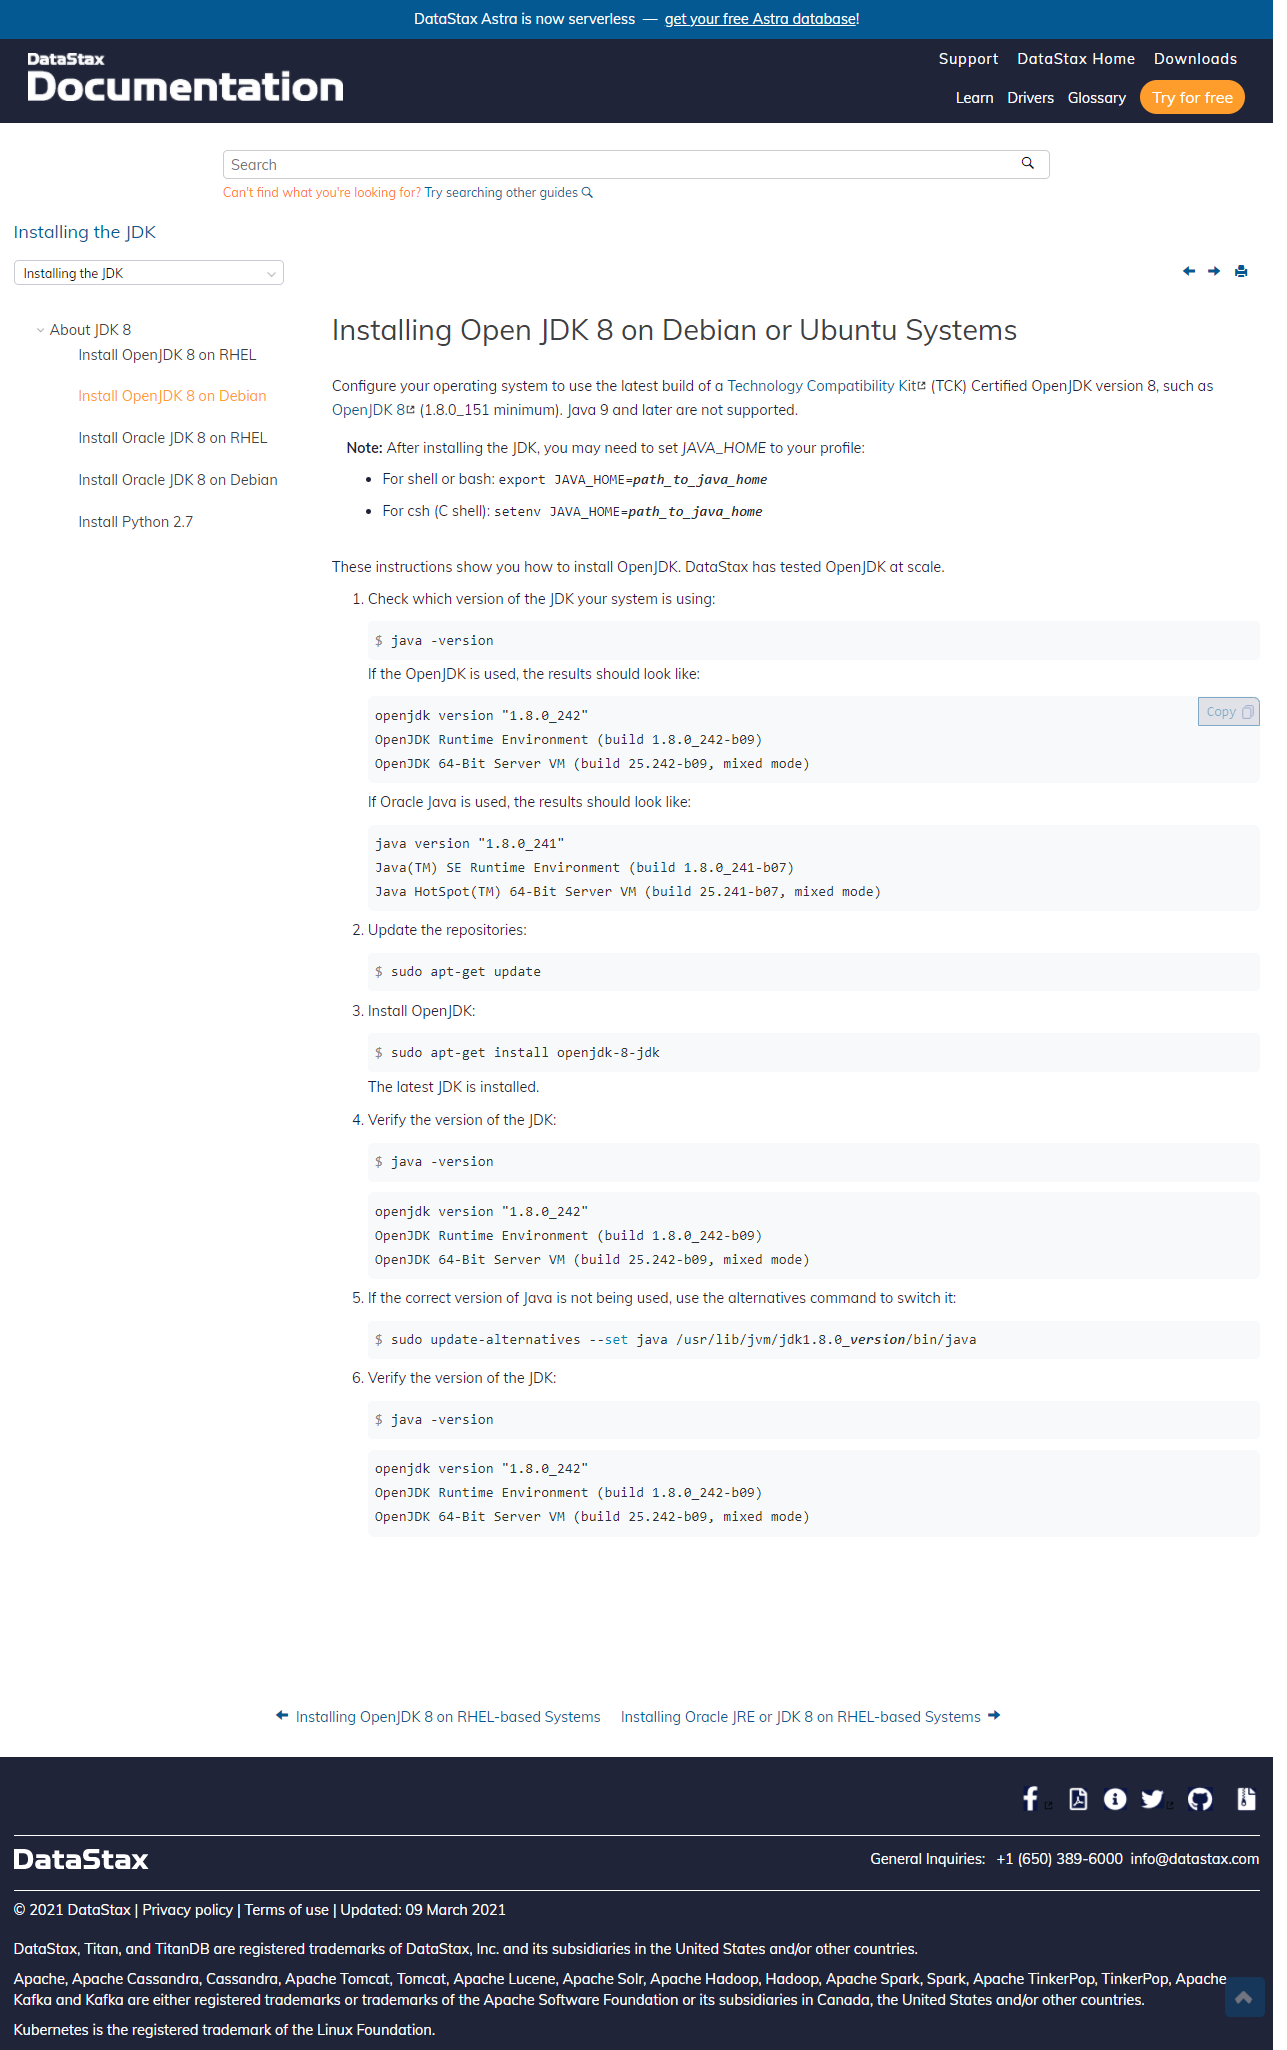 DataStax Astra is now serverless — get your free Astra database!
DataStax
Documentation
Support DataStax Home Downloads
Learn Drivers Glossary Try for free
Search
Can't find what you're looking for? Try searching other guides
Installing the JDK
Installing the JDK
About JDK 8
Install OpenJDK 8 on RHEL
Install OpenJDK 8 on Debian
Install Oracle JDK 8 on RHEL
Install Oracle JDK 8 on Debian
Install Python 2.7
Installing Open JDK 8 on Debian or Ubuntu Systems
Configure your operating system to use the latest build of a Technology Compatibility Kit (TCK) Certified OpenJDK version 8, such as
OpenJDK 8 (1.8.0_151 minimum). Java 9 and later are not supported.
Note: After installing the JDK, you may need to set JAVA_HOME to your profile:
• For shell or bash: export JAVA_HOME=path_to_java_home
• For csh (C shell): setenv JAVA_HOME=path_to_java_home
These instructions show you how to install OpenJDK. DataStax has tested OpenJDK at scale.
1. Check which version of the JDK your system is using:
$ java -version
If the OpenJDK is used, the results should look like:
Copy
openjdk version "1.8.0_242"
OpenJDK Runtime Environment (build 1.8.0_242-b09)
OpenJDK 64-Bit Server VM (build 25.242-b09, mixed mode)
If Oracle Java is used, the results should look like:
java version "1.8.0_241"
Java(TM) SE Runtime Environment (build 1.8.0_241-b07)
Java HotSpot(TM) 64-Bit Server VM (build 25.241-b07, mixed mode)
2. Update the repositories:
$ sudo apt-get update
3. Install OpenJDK:
$ sudo apt-get install openjdk-8-jdk
The latest JDK is installed.
4. Verify the version of the JDK:
$ java -version
openjdk version "1.8.0_242"
OpenJDK Runtime Environment (build 1.8.0_242-b09)
OpenJDK 64-Bit Server VM (build 25.242-b09, mixed mode)
5. If the correct version of Java is not being used, use the alternatives command to switch it:
$ sudo update-alternatives --set java /usr/lib/jvm/jdk1.8.0_version/bin/java
6. Verify the version of the JDK:
$ java -version
openjdk version "1.8.0_242"
OpenJDK Runtime Environment (build 1.8.0_242-b09)
OpenJDK 64-Bit Server VM (build 25.242-b09, mixed mode)
Installing OpenJDK 8 on RHEL-based Systems Installing Oracle JRE or JDK 8 on RHEL-based Systems
DataStax
General Inquiries: +1 (650) 389-6000 info@datastax.com
© 2021 DataStax | Privacy policy | Terms of use | Updated: 09 March 2021
DataStax, Titan, and TitanDB are registered trademarks of DataStax, Inc. and its subsidiaries in the United States and/or other countries.
Apache, Apache Cassandra, Cassandra, Apache Tomcat, Tomcat, Apache Lucene, Apache Solr, Apache Hadoop, Hadoop, Apache Spark, Spark, Apache TinkerPop, TinkerPop, Apache
Kafka and Kafka are either registered trademarks or trademarks of the Apache Software Foundation or its subsidiaries in Canada, the United States and/or other countries.
Kubernetes is the registered trademark of the Linux Foundation.